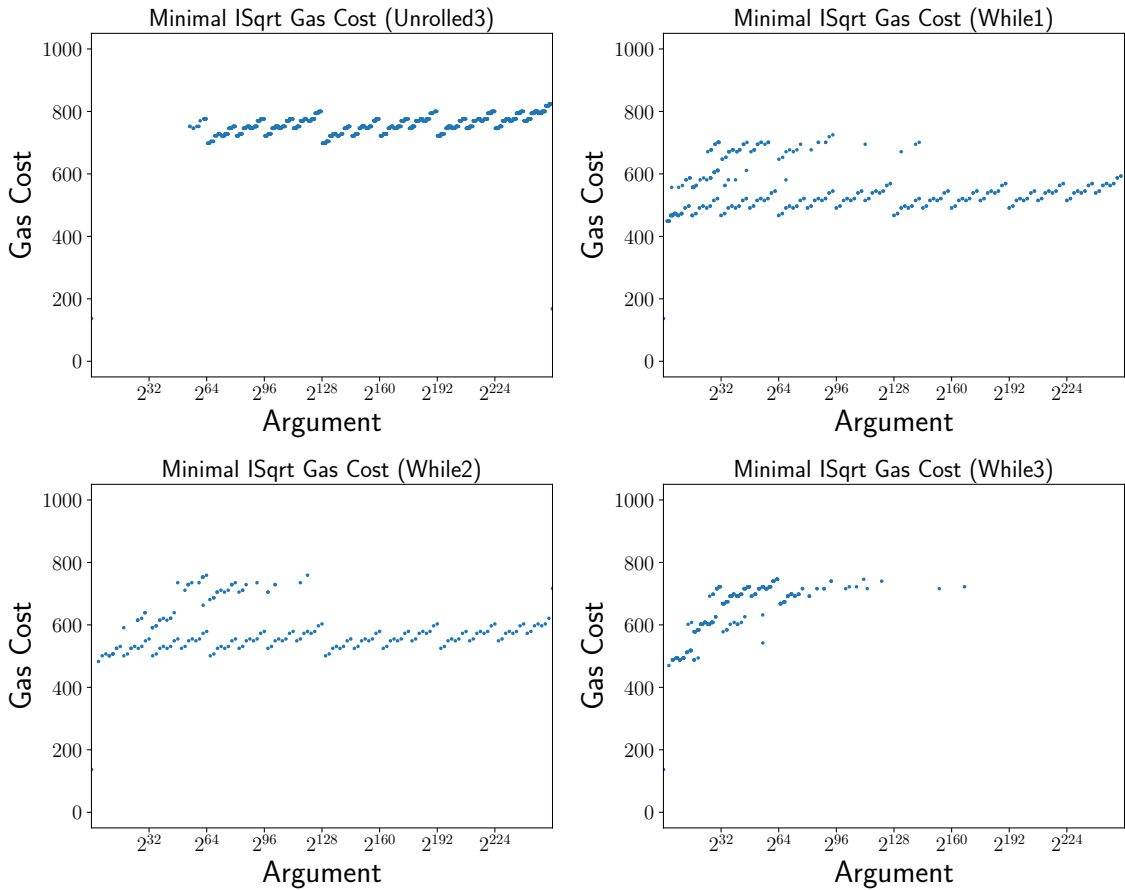 Minimal ISqrt Gas Cost (Unrolled3)
Gas Cost
1000
800
600
400
200
0
2^32 2^64 2^96 2^128 2^160 2^192 2^224
Argument
Minimal ISqrt Gas Cost (While1)
Gas Cost
1000
800
600
400
200
0
2^32 2^64 2^96 2^128 2^160 2^192 2^224
Argument
Minimal ISqrt Gas Cost (While2)
Gas Cost
1000
800
600
400
200
0
2^32 2^64 2^96 2^128 2^160 2^192 2^224
Argument
Minimal ISqrt Gas Cost (While3)
Gas Cost
1000
800
600
400
200
0
2^32 2^64 2^96 2^128 2^160 2^192 2^224
Argument